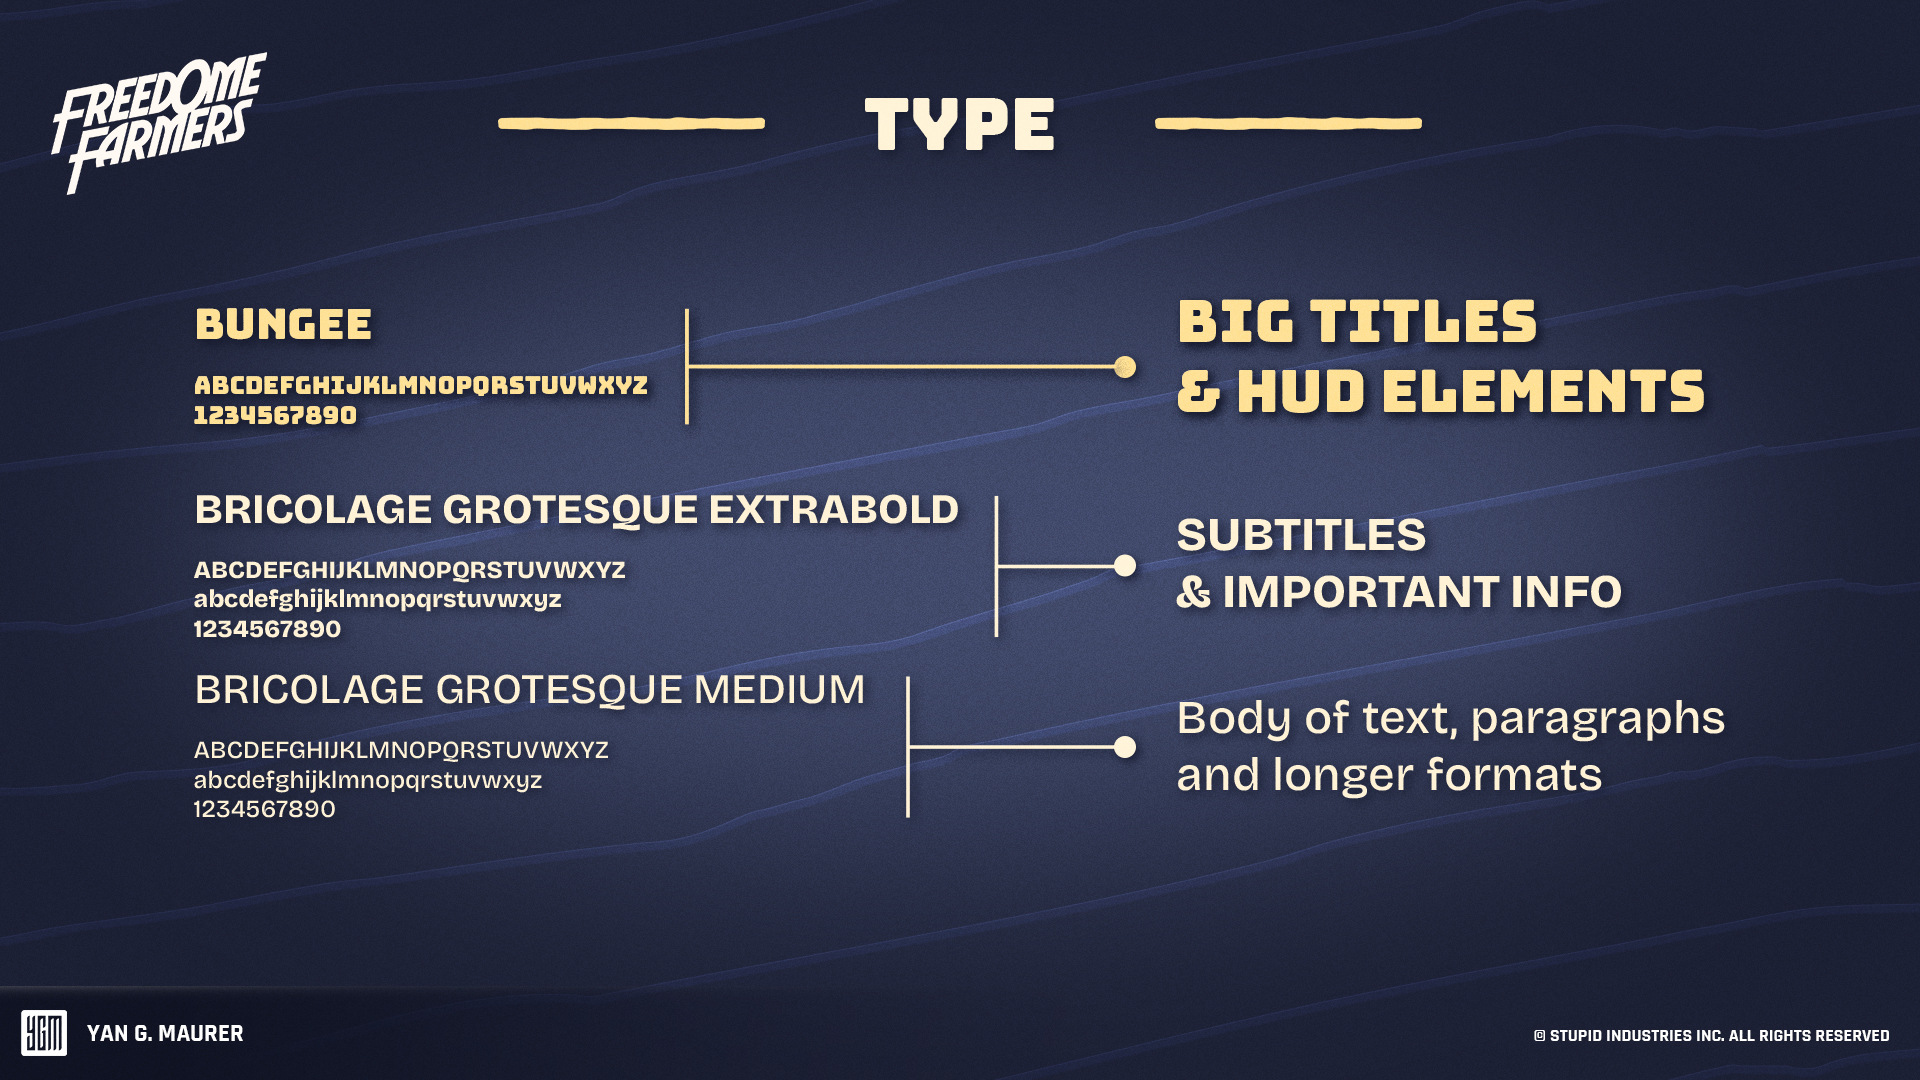 FREEDOME
FARMERS
TYPE
BUNGEE
ABCDEFGHIJKLMNOPQRSTUVWXYZ
1234567890
BIG TITLES
& HUD ELEMENTS
BRICOLAGE GROTESQUE EXTRABOLD
ABCDEFGHIJKLMNOPQRSTUVWXYZ
abcdefghijklmnopqrstuvwxyz
1234567890
SUBTITLES
& IMPORTANT INFO
BRICOLAGE GROTESQUE MEDIUM
ABCDEFGHIJKLMNOPQRSTUVWXYZ
abcdefghijklmnopqrstuvwxyz
1234567890
Body of text, paragraphs
and longer formats
YGM
YAN G. MAURER
© STUPID INDUSTRIES INC. ALL RIGHTS RESERVED